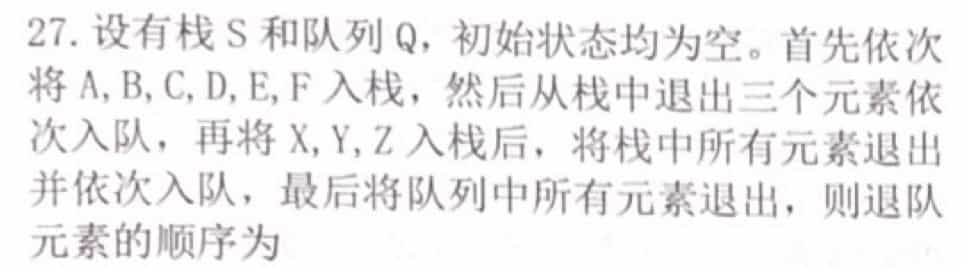 27. 设有栈 S 和队列 Q，初始状态均为空。首先依次
将 A, B, C, D, E, F 入栈，然后从栈中退出三个元素依
次入队，再将 X, Y, Z 入栈后，将栈中所有元素退出
并依次入队，最后将队列中所有元素退出，则退队
元素的顺序为